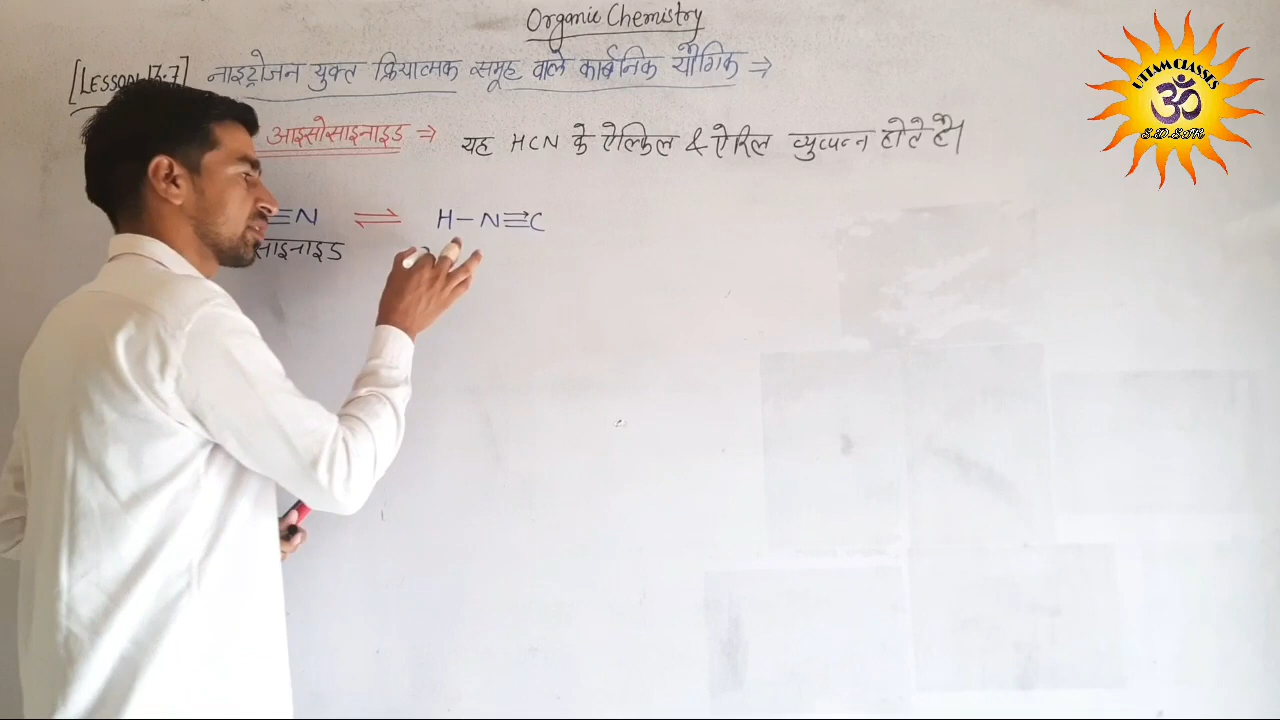 Organic Chemistry
[LESSON 13.7] नाइट्रोजन युक्त क्रियात्मक समूह वाले कार्बनिक यौगिक ⇒
आइसोसाइनाइड ⇒ यह HCN के ऐल्किल & ऐरिल व्युत्पन्न होते है।
≡N ⇌ H-N≡C
साइनाइड
UTTAM CLASSES
ॐ